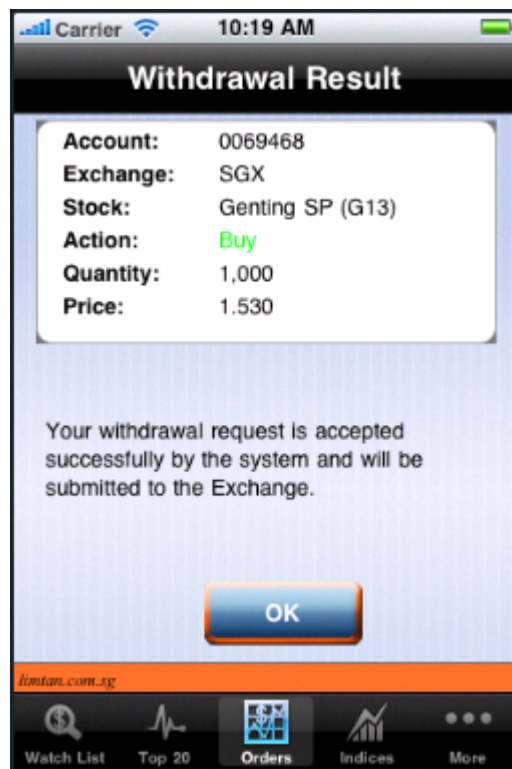 Carrier 10:19 AM
Withdrawal Result
Account: 0069468
Exchange: SGX
Stock: Genting SP (G13)
Action: Buy
Quantity: 1,000
Price: 1.530
Your withdrawal request is accepted
successfully by the system and will be
submitted to the Exchange.
OK
limtan.com.sg
Watch List Top 20 Orders Indices More